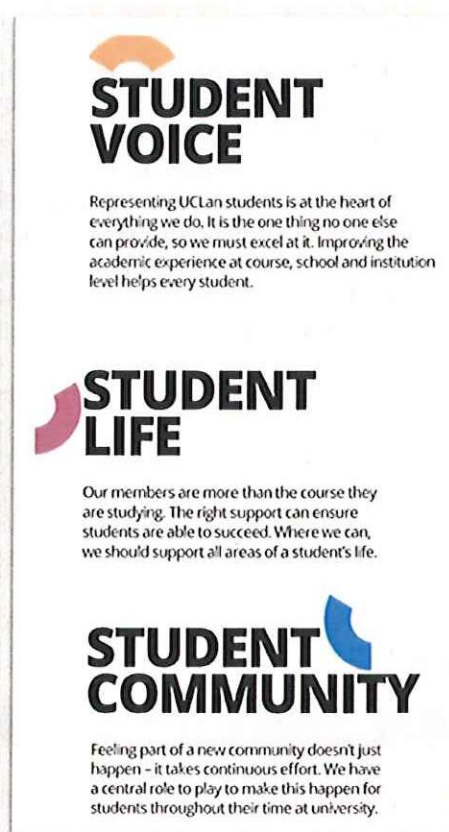 STUDENT
VOICE
Representing UCLan students is at the heart of
everything we do. It is the one thing no one else
can provide, so we must excel at it. Improving the
academic experience at course, school and institution
level helps every student.
STUDENT
LIFE
Our members are more than the course they
are studying. The right support can ensure
students are able to succeed. Where we can,
we should support all areas of a student's life.
STUDENT
COMMUNITY
Feeling part of a new community doesn't just
happen – it takes continuous effort. We have
a central role to play to make this happen for
students throughout their time at university.